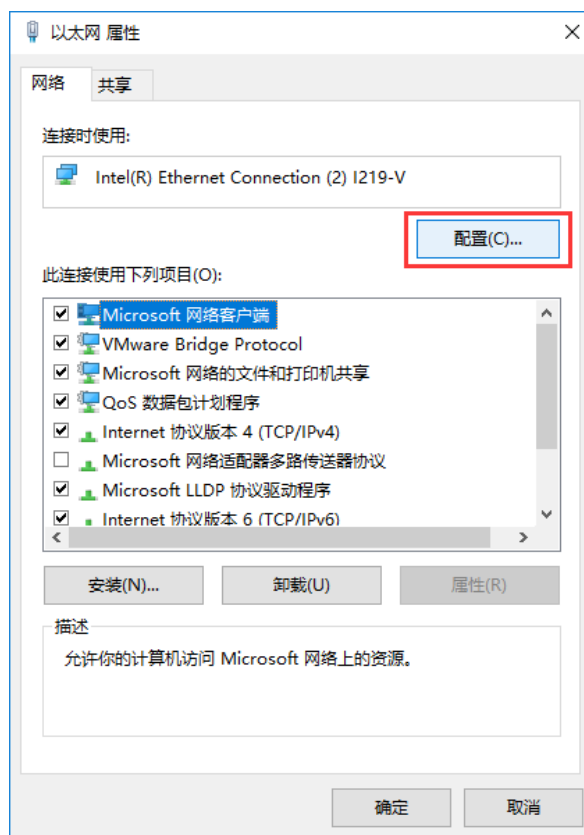 以太网 属性
网络
共享
连接时使用:
Intel(R) Ethernet Connection (2) I219-V
配置(C)...
此连接使用下列项目(O):
Microsoft 网络客户端
VMware Bridge Protocol
Microsoft 网络的文件和打印机共享
QoS 数据包计划程序
Internet 协议版本 4 (TCP/IPv4)
Microsoft 网络适配器多路传送器协议
Microsoft LLDP 协议驱动程序
Internet 协议版本 6 (TCP/IPv6)
安装(N)...
卸载(U)
属性(R)
描述
允许你的计算机访问 Microsoft 网络上的资源。
确定
取消